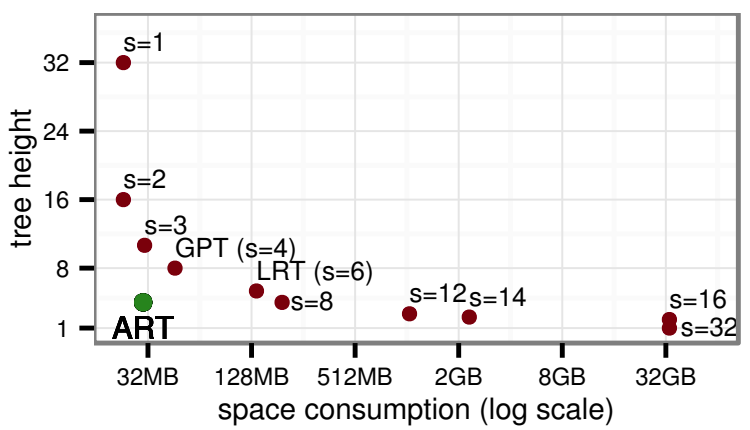 s=1
32
24
s=2
16
s=3
GPT (s=4)
8
LRT (s=6)
s=8
s=12
s=14
s=16
ART
1
s=32
tree height
32MB
128MB
512MB
2GB
8GB
32GB
space consumption (log scale)